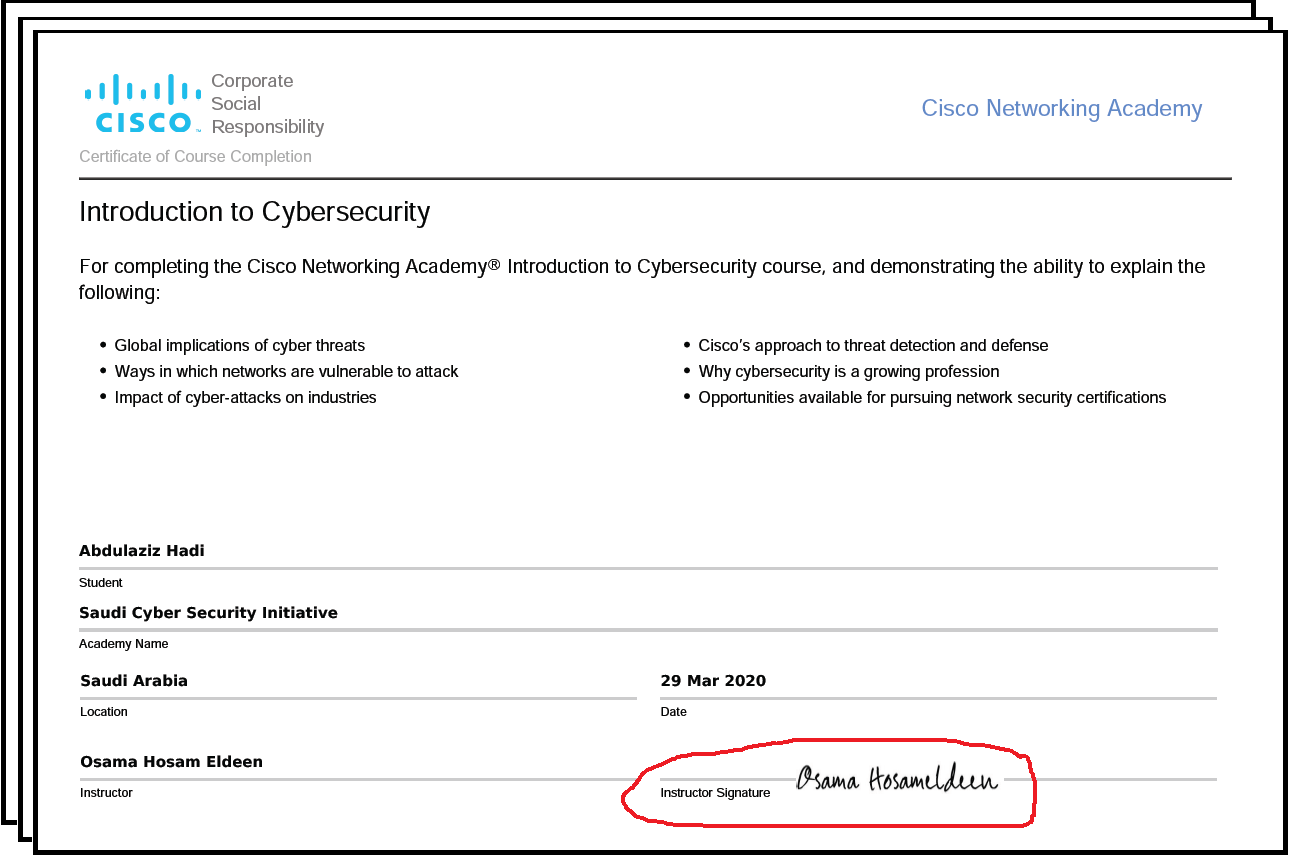 Corporate
Social
Responsibility
CISCO™
Cisco Networking Academy
Certificate of Course Completion
Introduction to Cybersecurity
For completing the Cisco Networking Academy® Introduction to Cybersecurity course, and demonstrating the ability to explain the
following:
• Global implications of cyber threats
• Ways in which networks are vulnerable to attack
• Impact of cyber-attacks on industries
• Cisco’s approach to threat detection and defense
• Why cybersecurity is a growing profession
• Opportunities available for pursuing network security certifications
Abdulaziz Hadi
Student
Saudi Cyber Security Initiative
Academy Name
Saudi Arabia
Location
29 Mar 2020
Date
Osama Hosam Eldeen
Instructor
Osama Hosameldeen
Instructor Signature